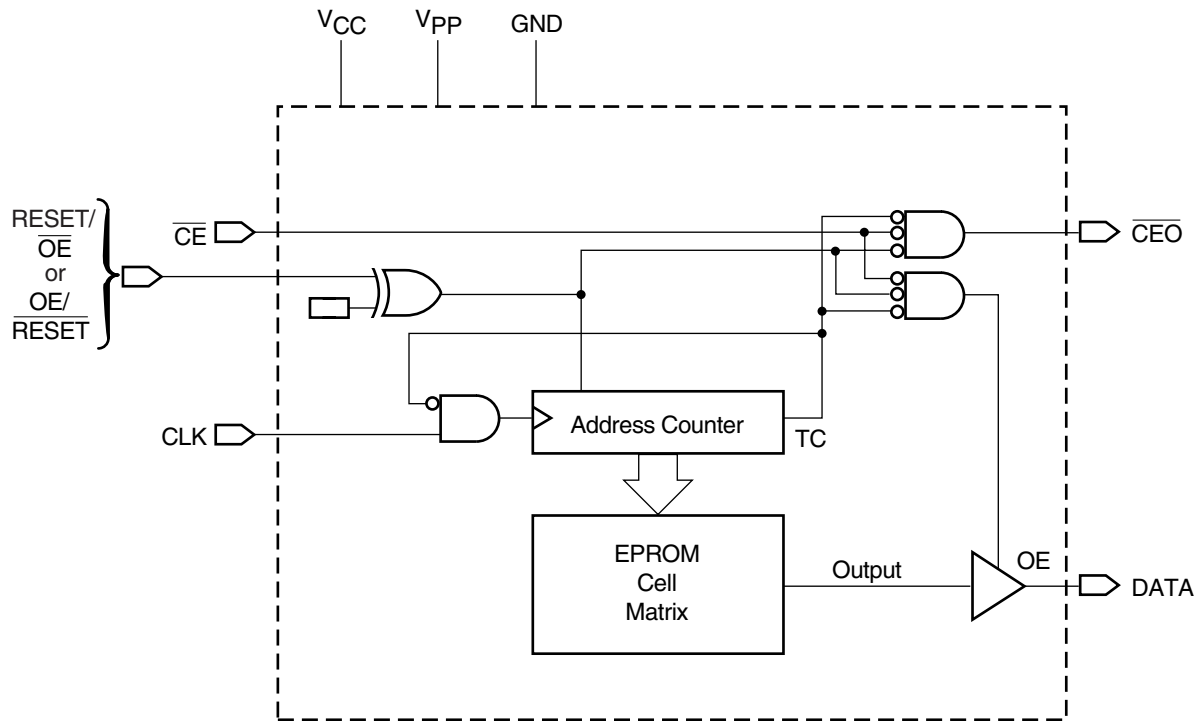 VCC
VPP
GND
RESET/
OE
or
OE/
RESET
CE
CEO
CLK
Address Counter
TC
EPROM
Cell
Matrix
Output
OE
DATA